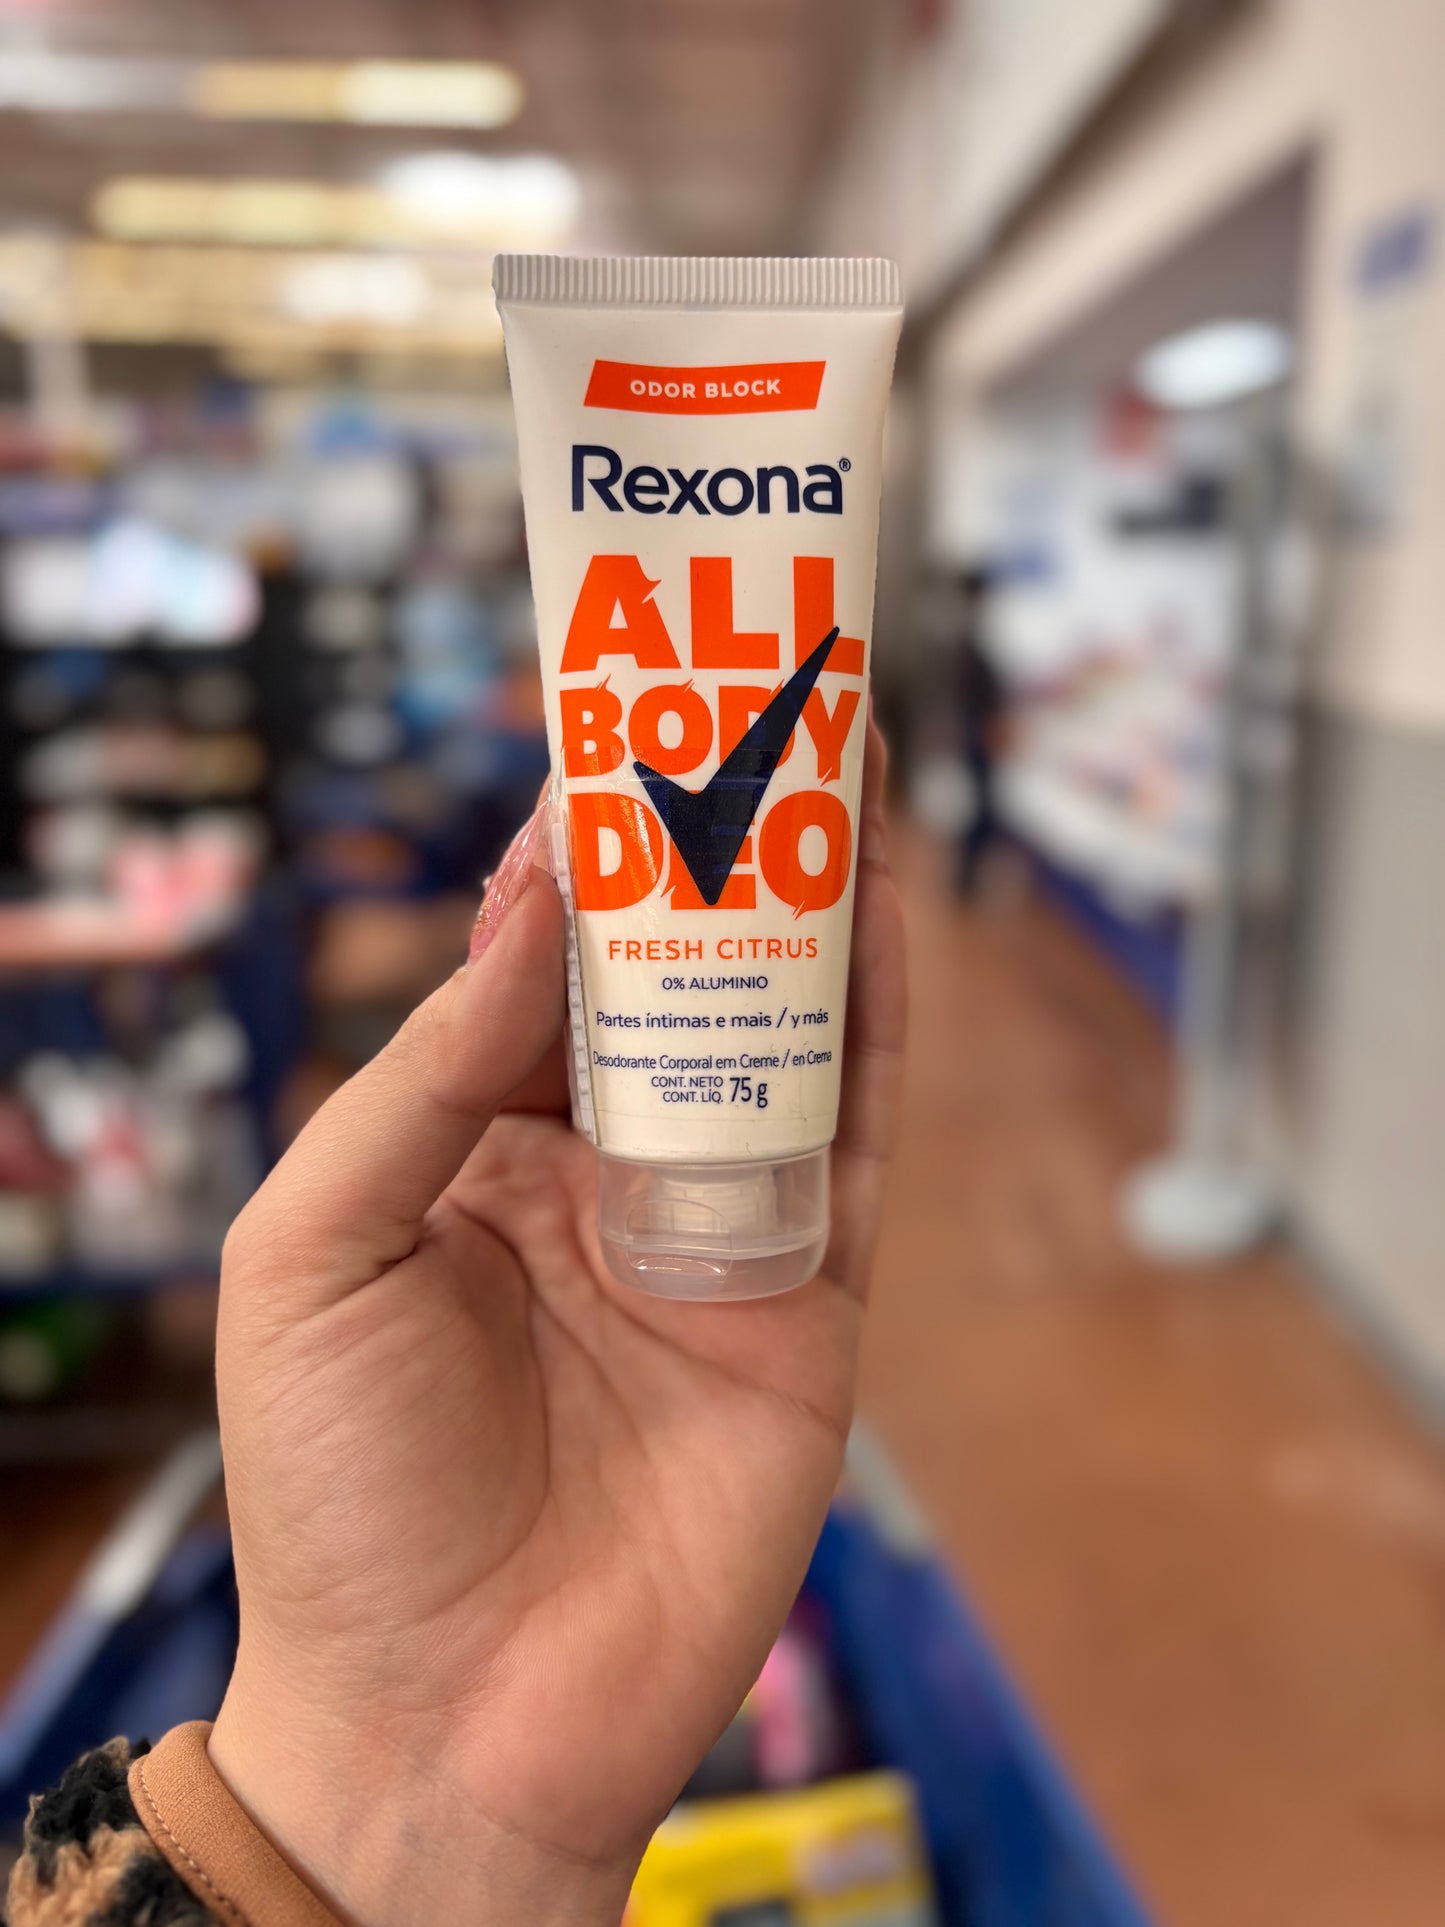 ODOR BLOCK
Rexona®
ALL
BODY
DEO
FRESH CITRUS
0% ALUMINIO
Partes íntimas e mais / y más
Desodorante Corporal em Creme / en Crema
CONT. NETO
CONT. LÍQ. 75 g